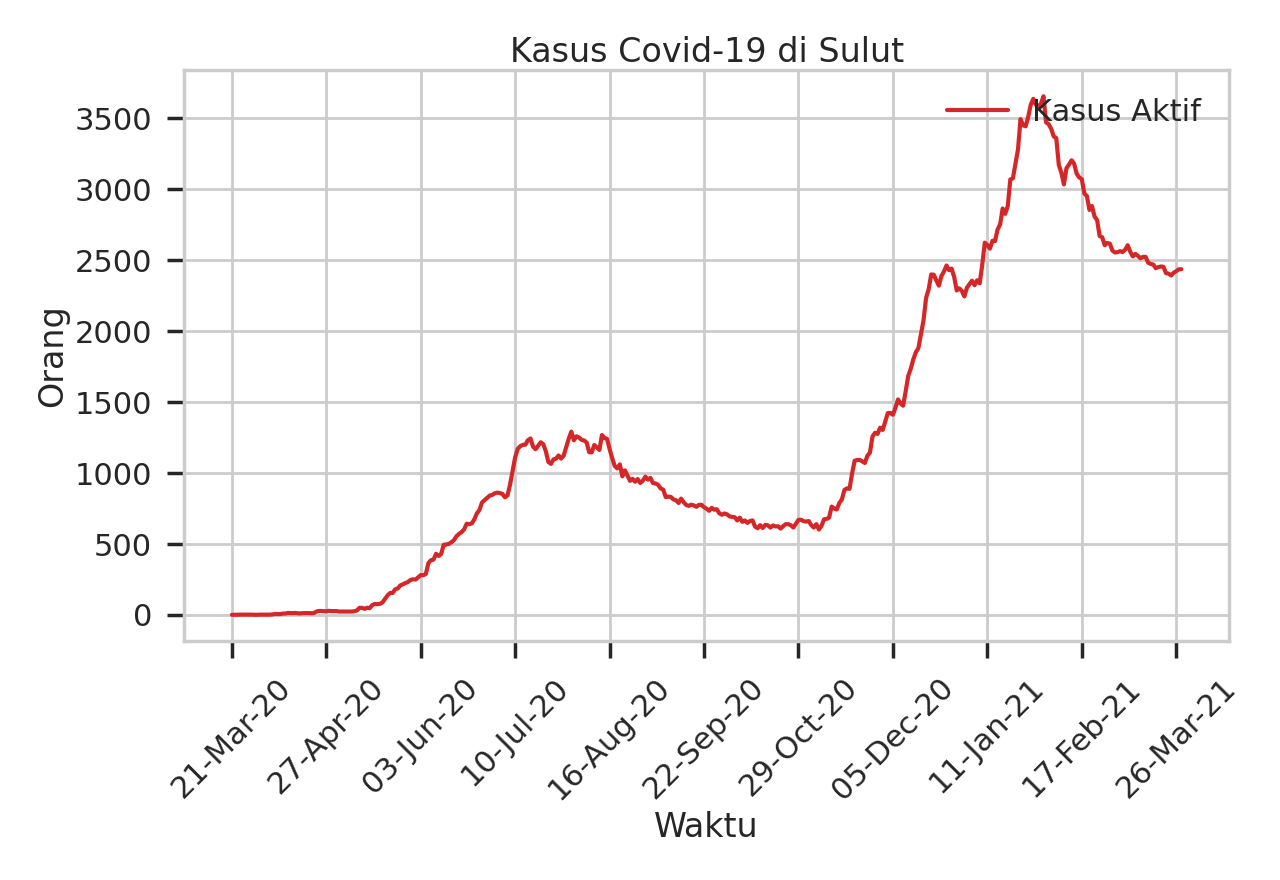 Kasus Covid-19 di Sulut
Kasus Aktif
Orang
3500
3000
2500
2000
1500
1000
500
0
21-Mar-20
27-Apr-20
03-Jun-20
10-Jul-20
16-Aug-20
22-Sep-20
29-Oct-20
05-Dec-20
11-Jan-21
17-Feb-21
26-Mar-21
Waktu